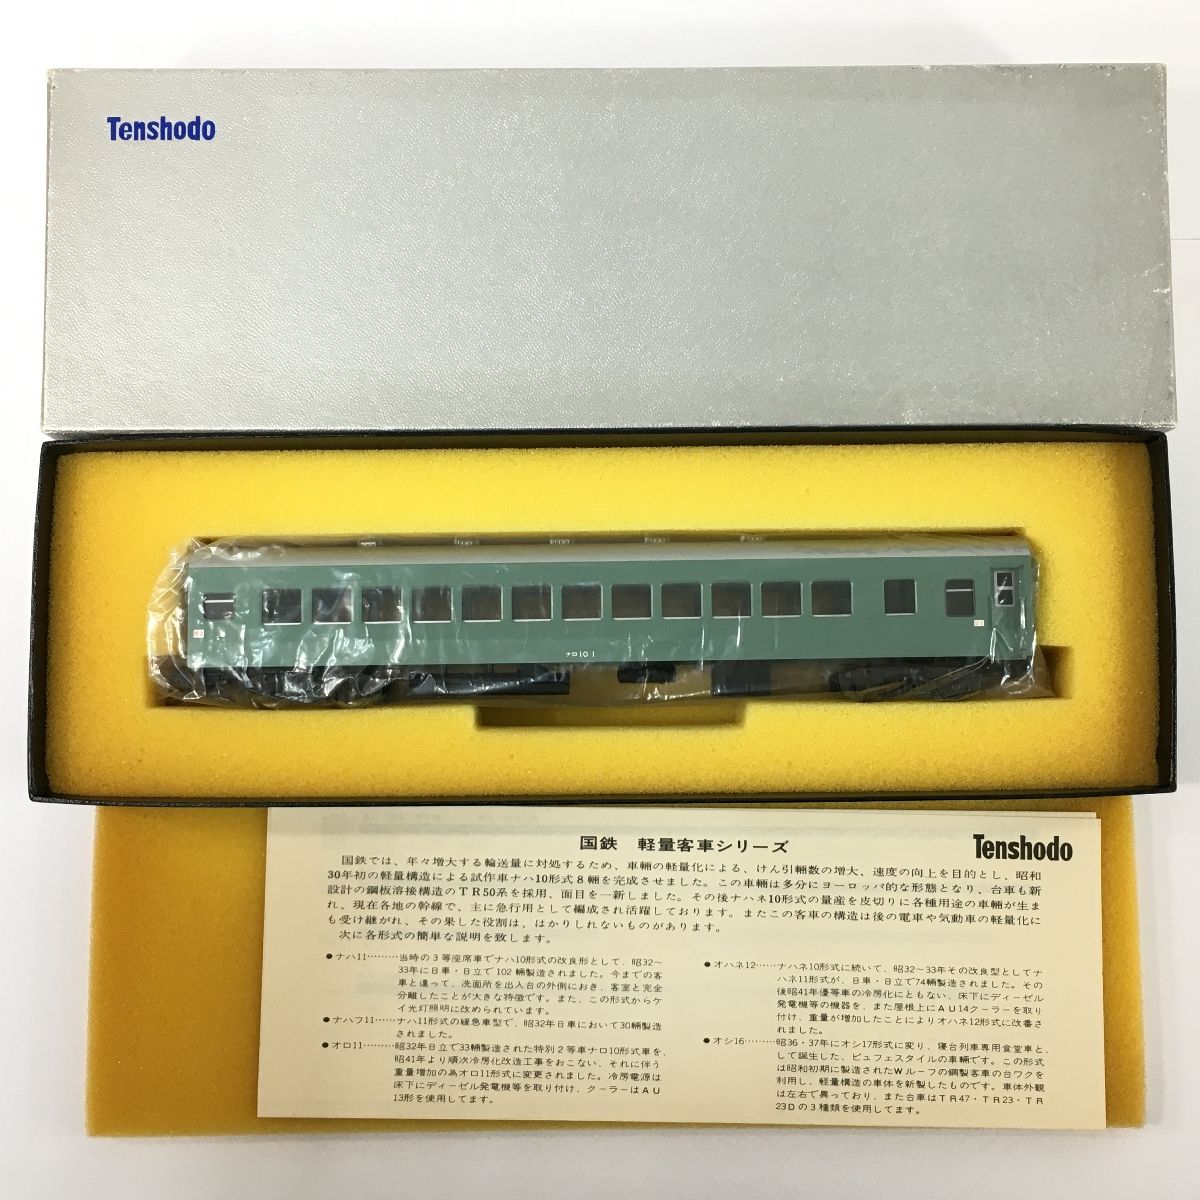 Tenshodo
ナロ10 1
国鉄 軽量客車シリーズ
Tenshodo
国鉄では、年々増大する輸送量に対処するため、車輛の軽量化による、けん引輛数の増大、速度の向上を目的とし、昭和
30年初の軽量構造による試作車ナハ10形式8輛を完成させました。この車輛は多分にヨーロッパ的な形態となり、台車も新
設計の鋼板溶接構造のTR50系を採用、面目を一新しました。その後ナハネ10形式の量産を皮切りに各種用途の車輛が生ま
れ、現在各地の幹線で、主に急行用として編成され活躍しております。またこの客車の構造は後の電車や気動車の軽量化に
も受け継がれ、その果した役割は、はかりしれないものがあります。
次に各形式の簡単な説明を致します。
●ナハ11………当時の3等座席車でナハ10形式の改良形として、昭32〜
33年に日車・日立で102輛製造されました。今までの客
車と違って、洗面所を出入台の外側におき、客室と完全
分離したことが大きな特徴です。また、この形式からケ
イ光灯照明に改められています。
●ナハフ11……ナハ11形式の緩急車型で、昭32年日車において30輛製造
されました。
●オロ11………昭32年日立で33輛製造された特別2等車ナロ10形式車を、
昭41年より順次冷房化改造工事をおこない、それに伴う
重量増加の為オロ11形式に変更されました。冷房電源は
床下にディーゼル発電機等を取り付け、クーラーはAU
13形を使用してます。
●オハネ12……ナハネ10形式に続いて、昭32〜33年その改良型としてナ
ハネ11形式が、日車・日立で74輛製造されました。その
後昭41年優等車の冷房化にともない、床下にディーゼル
発電機等の機器を、また屋根上にAU14クーラーを取り
付け、重量が増加したことによりオハネ12形式に改番さ
れました。
●オシ16………昭36・37年にオシ17形式に変り、寝台列車専用食堂車と、
して誕生した、ビュフェスタイルの車輛です。この形式
は昭和初期に製造されたWルーフの鋼製客車の台ワクを
利用し、軽量構造の車体を新製したものです。車体外観
は左右で異っており、また台車はTR47・TR23・TR
23Dの3種類を使用してます。